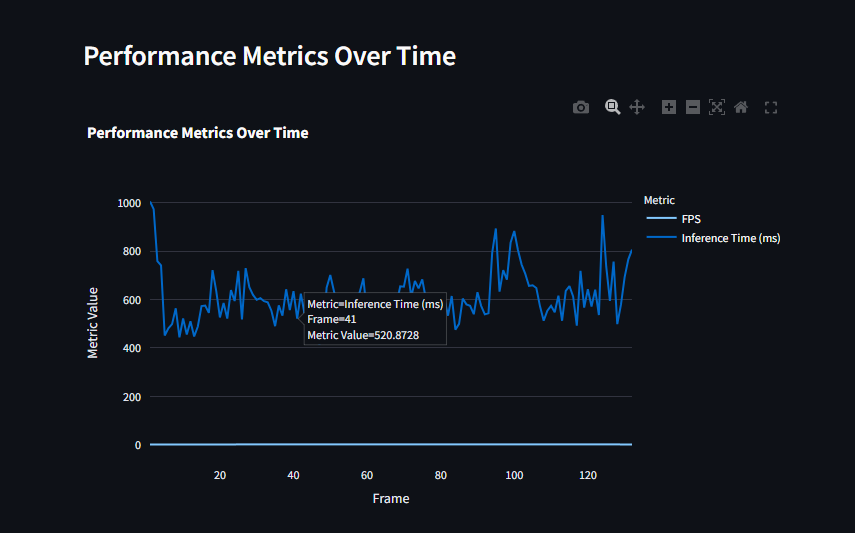 Performance Metrics Over Time
Performance Metrics Over Time
Metric
FPS
Inference Time (ms)
Metric Value
1000
800
600
400
200
0
Metric=Inference Time (ms)
Frame=41
Metric Value=520.8728
20 40 60 80 100 120
Frame